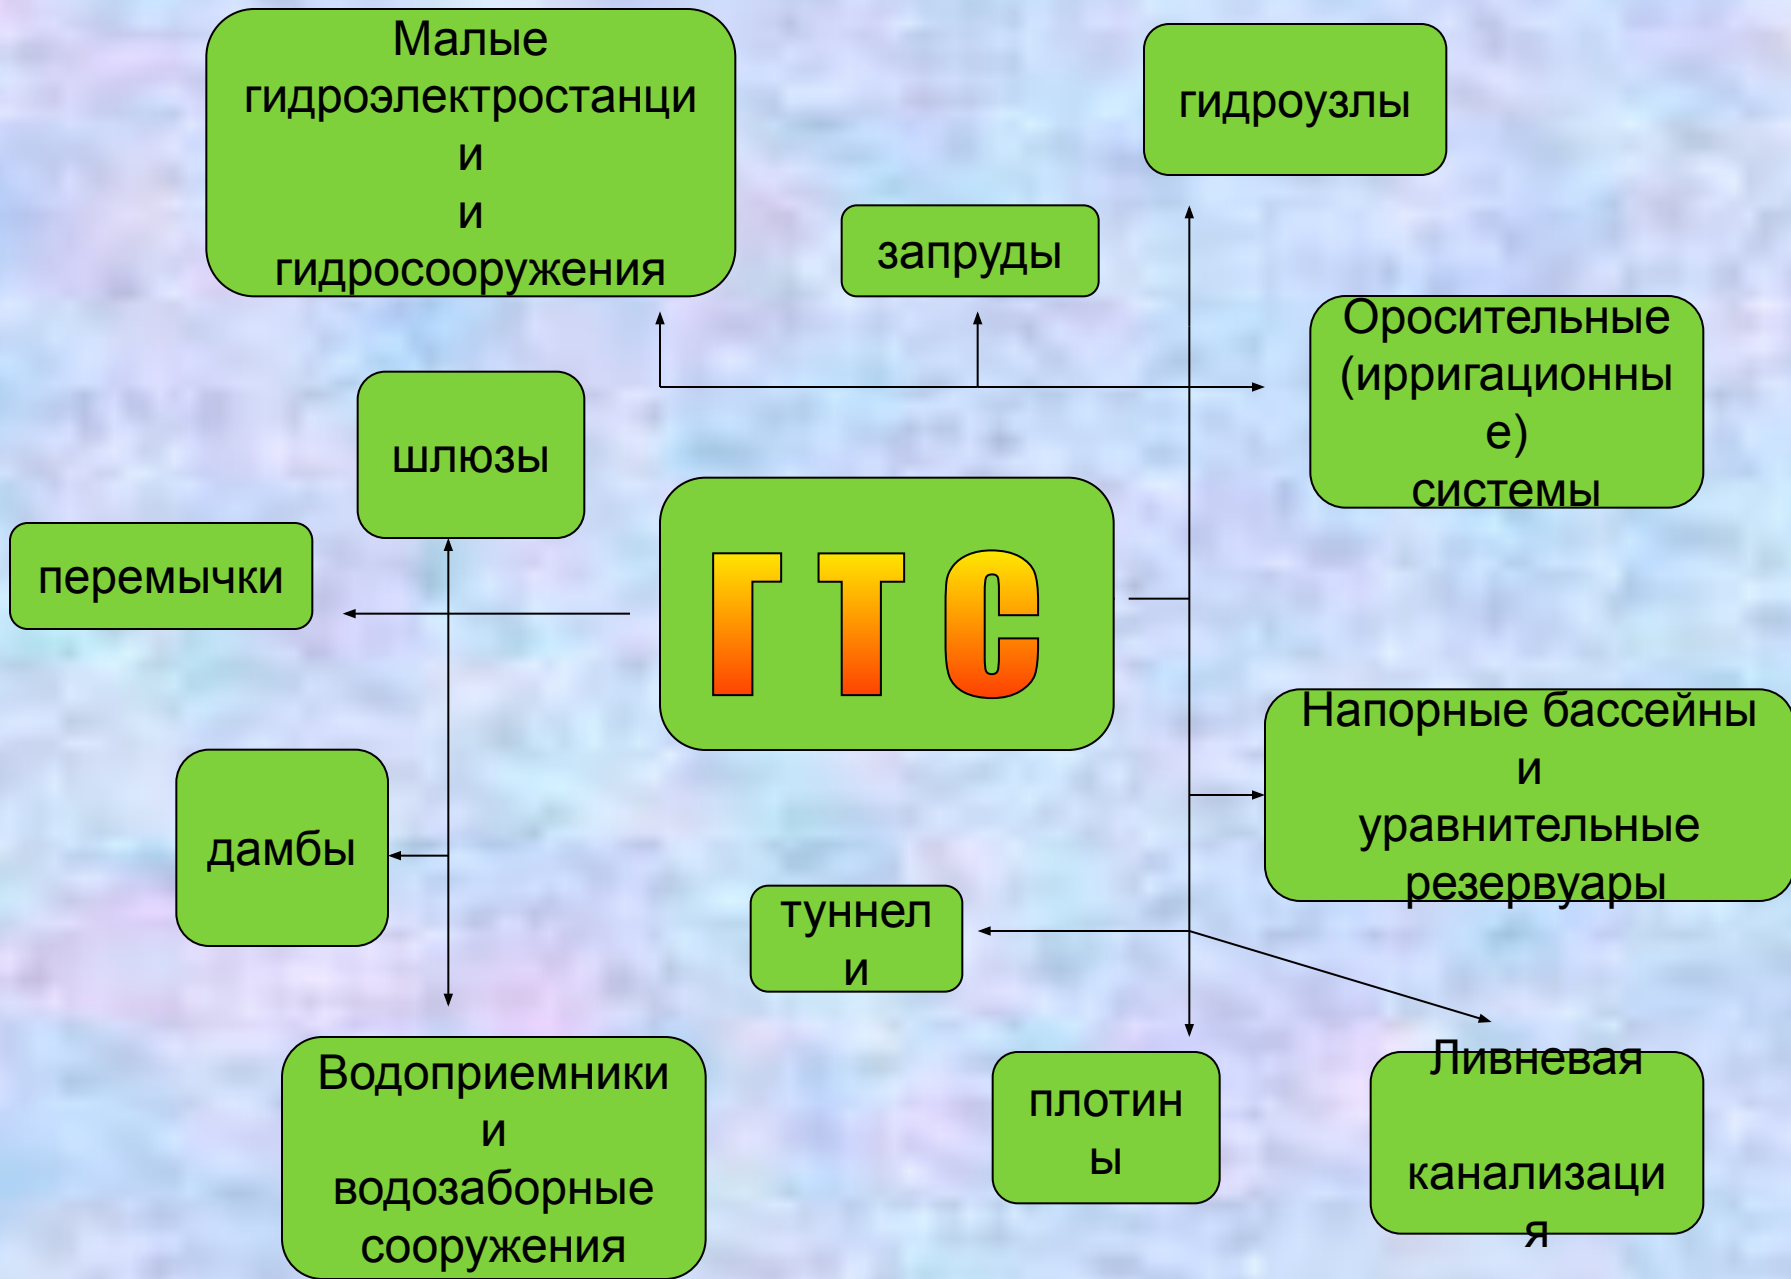 Малые
гидроэлектростанци
и
и
гидросооружения
гидроузлы
запруды
Оросительные
(ирригационны
е)
системы
шлюзы
перемычки
ГТС
Напорные бассейны
и
уравнительные
резервуары
дамбы
туннел
и
Водоприемники
и
водозаборные
сооружения
плотин
ы
Ливневая
канализаци
я